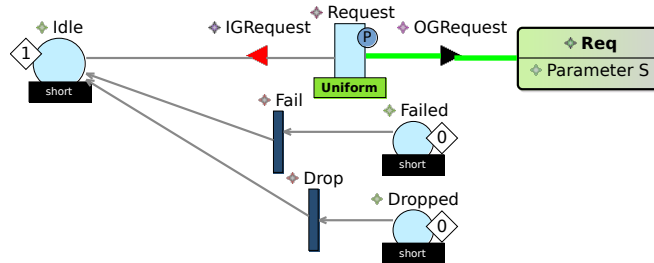 Idle
IGRequest
Request
OGRequest
1
P
Req
Parameter S
short
Uniform
Fail
Failed
0
short
Drop
Dropped
0
short